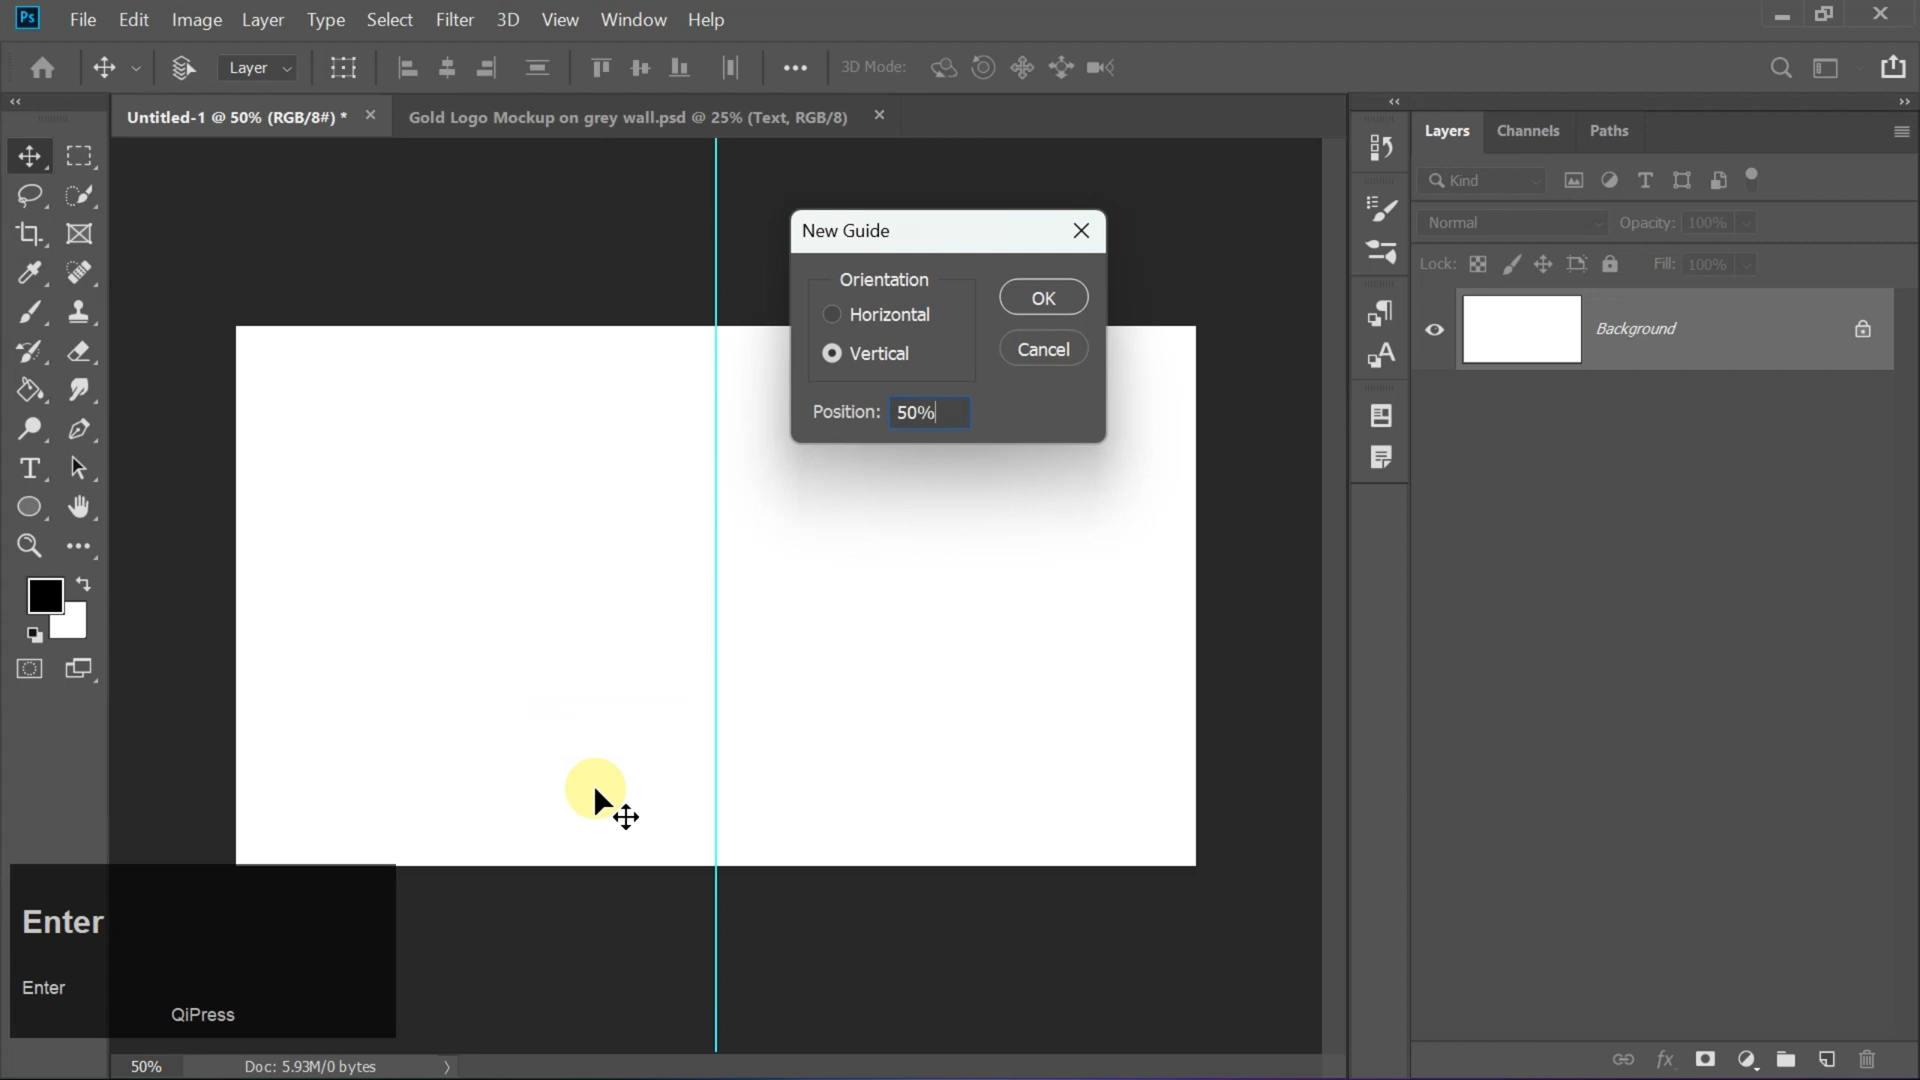 Ps File Edit Image Layer Type Select Filter 3D View Window Help
Layer 3D Mode:
Untitled-1 @ 50% (RGB/8#) * Gold Logo Mockup on grey wall.psd @ 25% (Text, RGB/8)
Layers Channels Paths
Kind
Normal Opacity: 100%
Lock: Fill: 100%
Background
New Guide
Orientation
Horizontal
Vertical
OK
Cancel
Position: 50%
Enter
Enter
QiPress
50% Doc: 5.93M/0 bytes